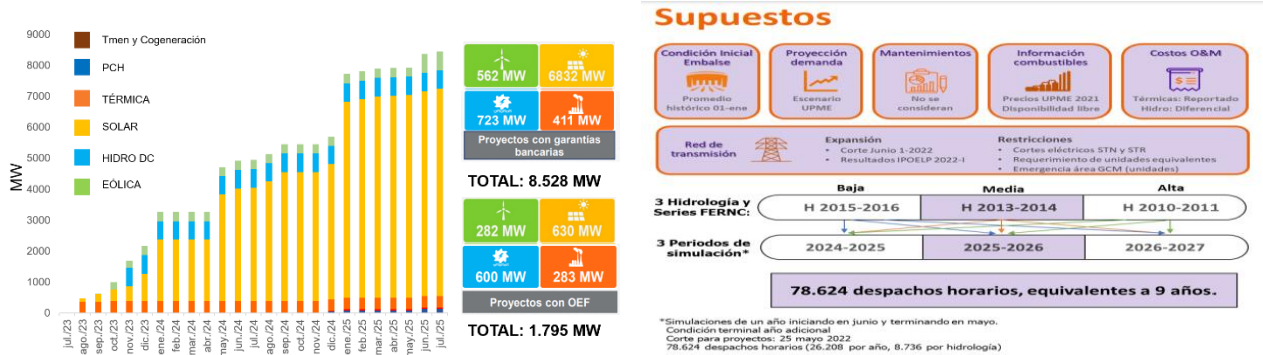 9000
8000
7000
6000
5000
4000
3000
2000
1000
0
MW
Tmen y Cogeneración
PCH
TÉRMICA
SOLAR
HIDRO DC
EÓLICA
jul./23
ago./23
sep./23
oct./23
nov./23
dic./23
ene./24
feb./24
mar./24
abr./24
may./24
jun./24
jul./24
ago./24
sep./24
oct./24
nov./24
dic./24
ene./25
feb./25
mar./25
abr./25
may./25
jun./25
jul./25
562 MW
6832 MW
723 MW
411 MW
Proyectos con garantías
bancarias
TOTAL: 8.528 MW
282 MW
630 MW
600 MW
283 MW
Proyectos con OEF
TOTAL: 1.795 MW
Supuestos
Condición Inicial
Embalse
Promedio
histórico 01-ene
Proyección
demanda
Escenario
UPME
Mantenimientos
No se
consideran
Información
combustibles
Precios UPME 2021
Disponibilidad libre
Costos O&M
Térmicas: Reportado
Hidro: Diferencial
Red de
transmisión
Expansión
• Corte Junio 1-2022
• Resultados IPOELP 2022-I
Restricciones
• Cortes eléctricos STN y STR
• Requerimiento de unidades equivalentes
• Emergencia área GCM (unidades)
Baja Media Alta
3 Hidrología y
Series FERNC:
H 2015-2016 H 2013-2014 H 2010-2011
3 Periodos de
simulación*
2024-2025 2025-2026 2026-2027
78.624 despachos horarios, equivalentes a 9 años.
*Simulaciones de un año iniciando en junio y terminando en mayo.
Condición terminal año adicional
Corte para proyectos: 25 mayo 2022
78.624 despachos horarios (26.208 por año, 8.736 por hidrología)